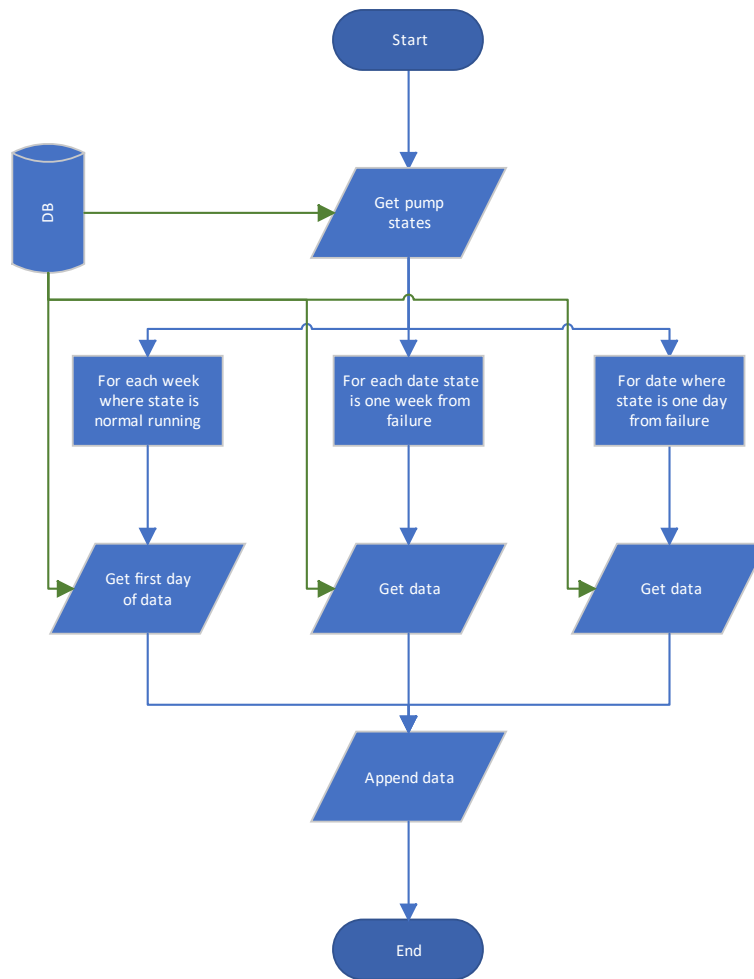 Start
DB
Get pump
states
For each week
where state is
normal running
For each date state
is one week from
failure
For date where
state is one day
from failure
Get first day
of data
Get data
Get data
Append data
End